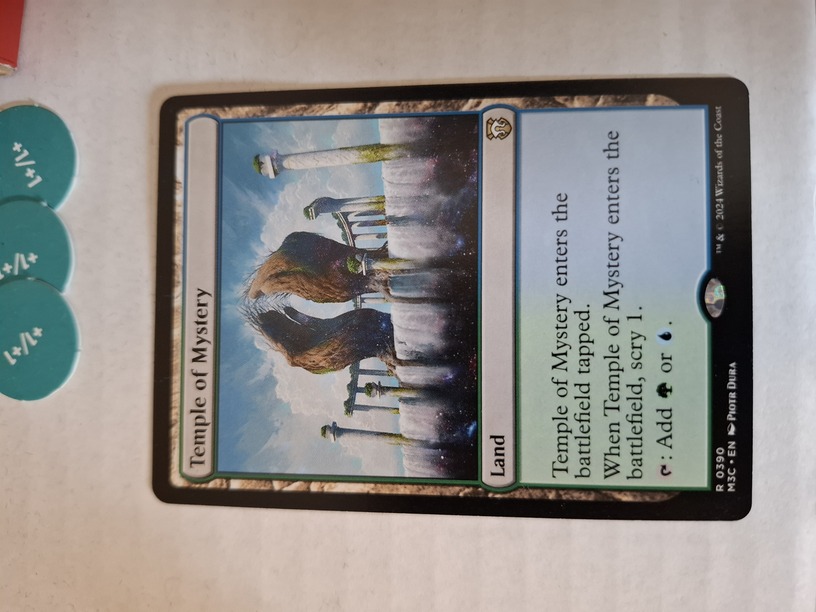 +1/+1
+1/+1
+1/+1
Temple of Mystery
Land
Temple of Mystery enters the
battlefield tapped.
When Temple of Mystery enters the
battlefield, scry 1.
: Add or .
R 0390
M3C • EN Piotr Dura
™ & © 2024 Wizards of the Coast